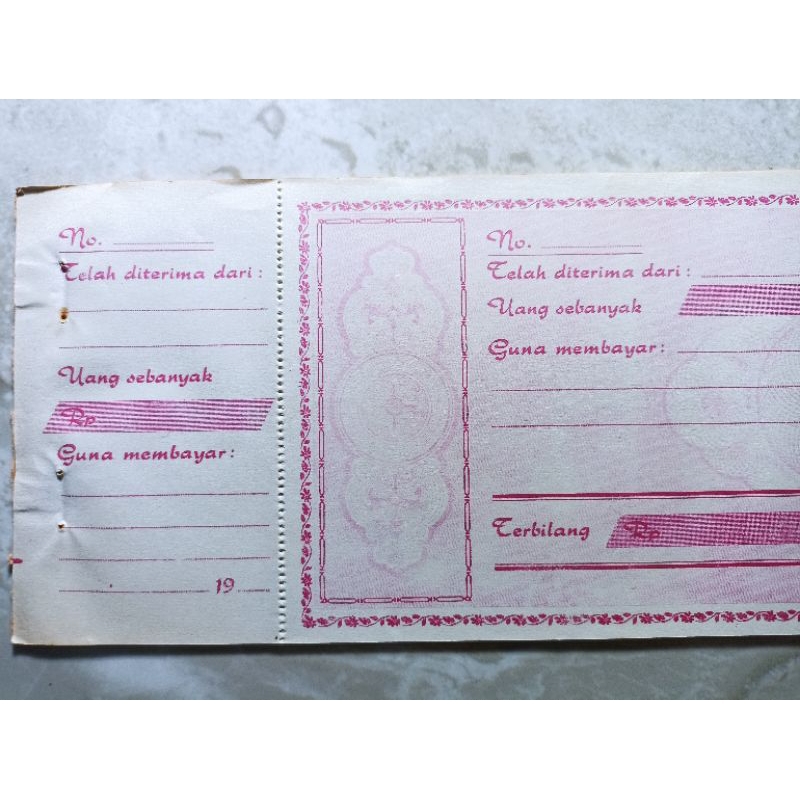 No.
Telah diterima dari :
Uang sebanyak
Rp
Guna membayar :
19
No.
Telah diterima dari :
Uang sebanyak
Guna membayar :
Terbilang Rp